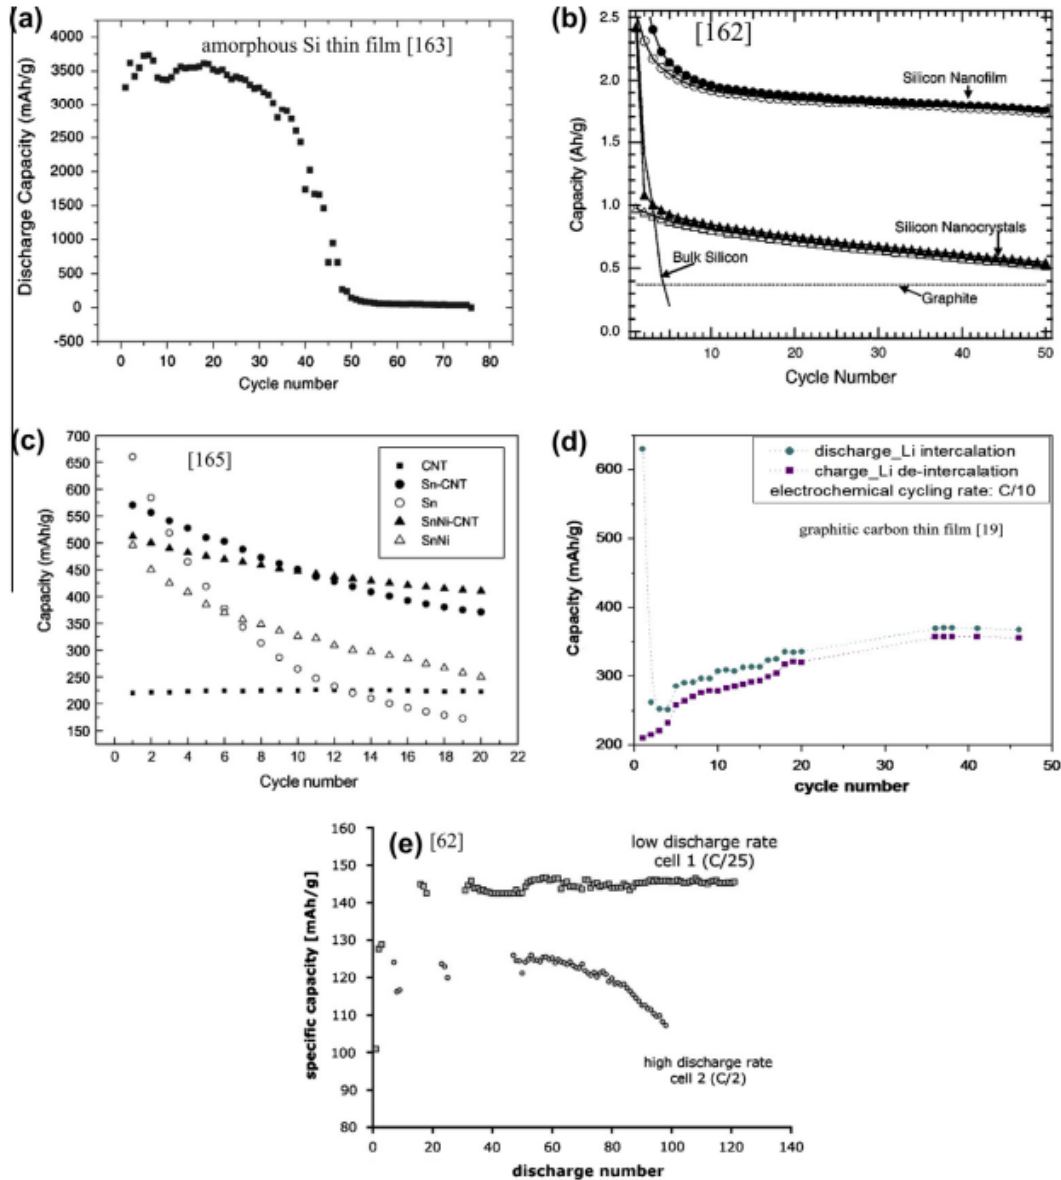 (a)
amorphous Si thin film [163]
4000
3500
3000
2500
2000
1500
1000
500
0
-500
Discharge Capacity (mAh/g)
0 10 20 30 40 50 60 70 80
Cycle number
(b)
[162]
2.5
2.0
1.5
1.0
0.5
0.0
Capacity (Ah/g)
Silicon Nanofilm
Silicon Nanocrystals
Bulk Silicon
Graphite
10 20 30 40 50
Cycle Number
(c)
[165]
700
650
600
550
500
450
400
350
300
250
200
150
Capacity (mAh/g)
CNT
Sn-CNT
Sn
SnNi-CNT
SnNi
0 2 4 6 8 10 12 14 16 18 20 22
Cycle number
(d)
discharge_Li intercalation
charge_Li de-intercalation
electrochemical cycling rate: C/10
graphitic carbon thin film [19]
600
500
400
300
200
Capacity (mAh/g)
0 10 20 30 40 50
cycle number
(e) [62]
160
150
140
130
120
110
100
90
80
specific capacity [mAh/g]
low discharge rate
cell 1 (C/25)
high discharge rate
cell 2 (C/2)
0 20 40 60 80 100 120 140
discharge number